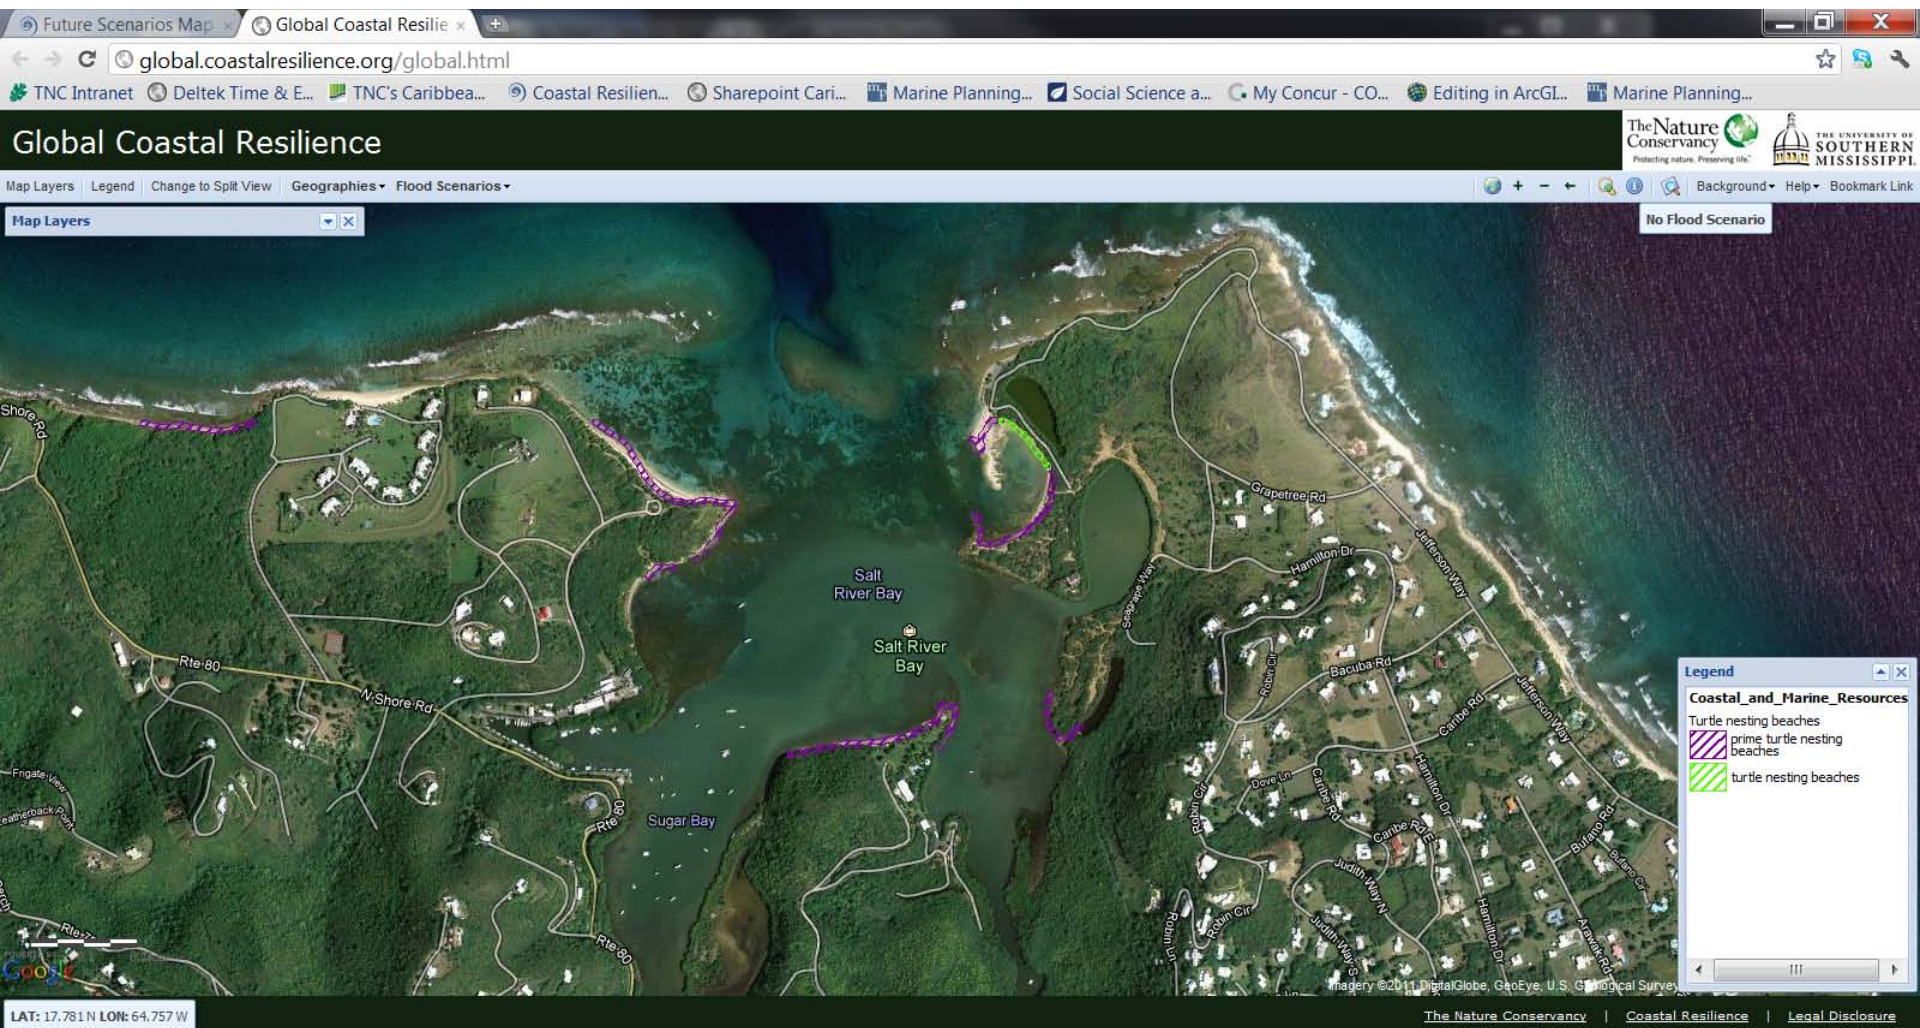 Future Scenarios Map
Global Coastal Resilie
global.coastalresilience.org/global.html
TNC Intranet
Deltek Time & E...
TNC's Caribbea...
Coastal Resilien...
Sharepoint Cari...
Marine Planning...
Social Science a...
My Concur - CO...
Editing in ArcGI...
Marine Planning...
Global Coastal Resilience
The Nature
Conservancy
Protecting nature. Preserving life.
THE UNIVERSITY OF
SOUTHERN
MISSISSIPPI
Map Layers
Legend
Change to Split View
Geographies
Flood Scenarios
Background
Help
Bookmark Link
Map Layers
No Flood Scenario
Shore Rd
Grapetree Rd
Hamilton Dr
Jefferson Way
Salt
River Bay
Seagrape Way
Salt River
Bay
Rte 80
N Shore Rd
Robin Cir
Bacuba Rd
Jefferson Way
Caribe Rd
Frigate View
eatherback Point
Rte 80
Sugar Bay
Robin Cir
Dove Ln
Caribe Rd
Hamilton Dr
Caribe Rd E
Bufano Rd
Bufano Cir
Judith Way N
Robin Cir
Robin Ln
Judith Way S
Hamilton Dr
Arawak Rd
Rte 80
Legend
Coastal_and_Marine_Resources
Turtle nesting beaches
prime turtle nesting
beaches
turtle nesting beaches
POWERED BY
Google
Imagery ©2011 DigitalGlobe, GeoEye, U.S. Geological Survey
LAT: 17.781 N LON: 64.757 W
The Nature Conservancy | Coastal Resilience | Legal Disclosure